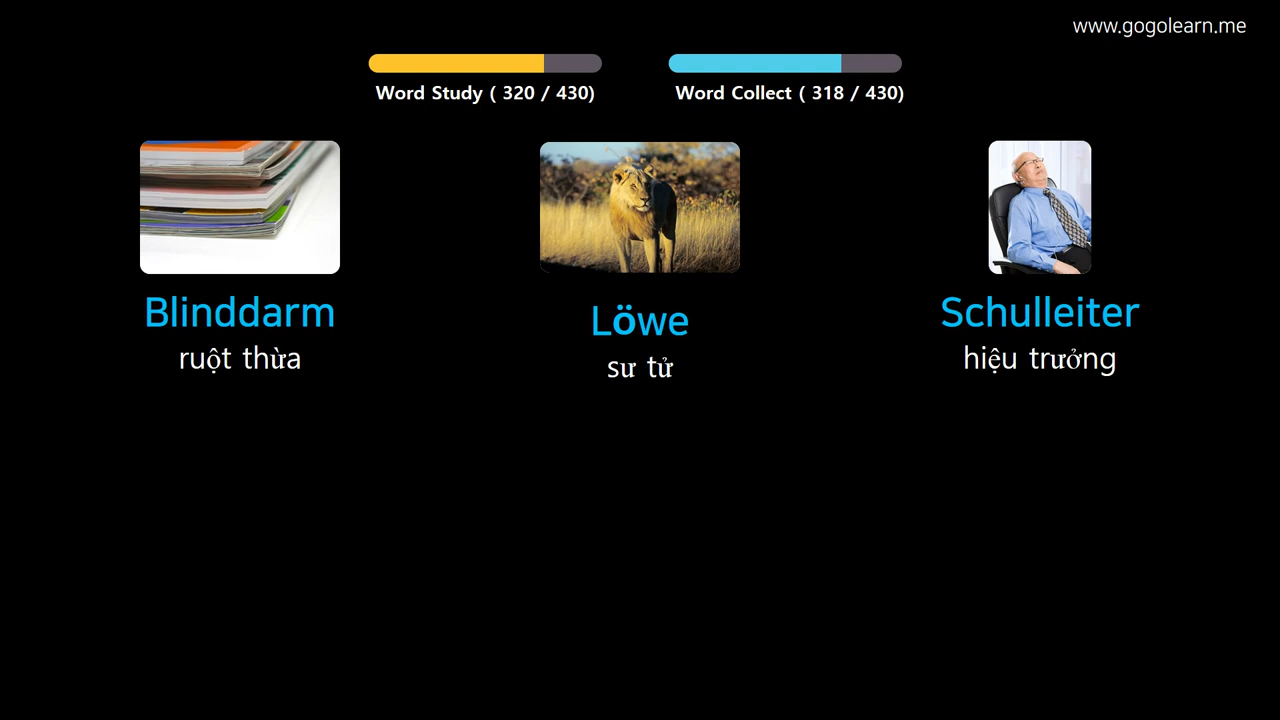 www.gogolearn.me
Word Study ( 320 / 430)
Word Collect ( 318 / 430)
Blinddarm
ruột thừa
Löwe
sư tử
Schulleiter
hiệu trưởng